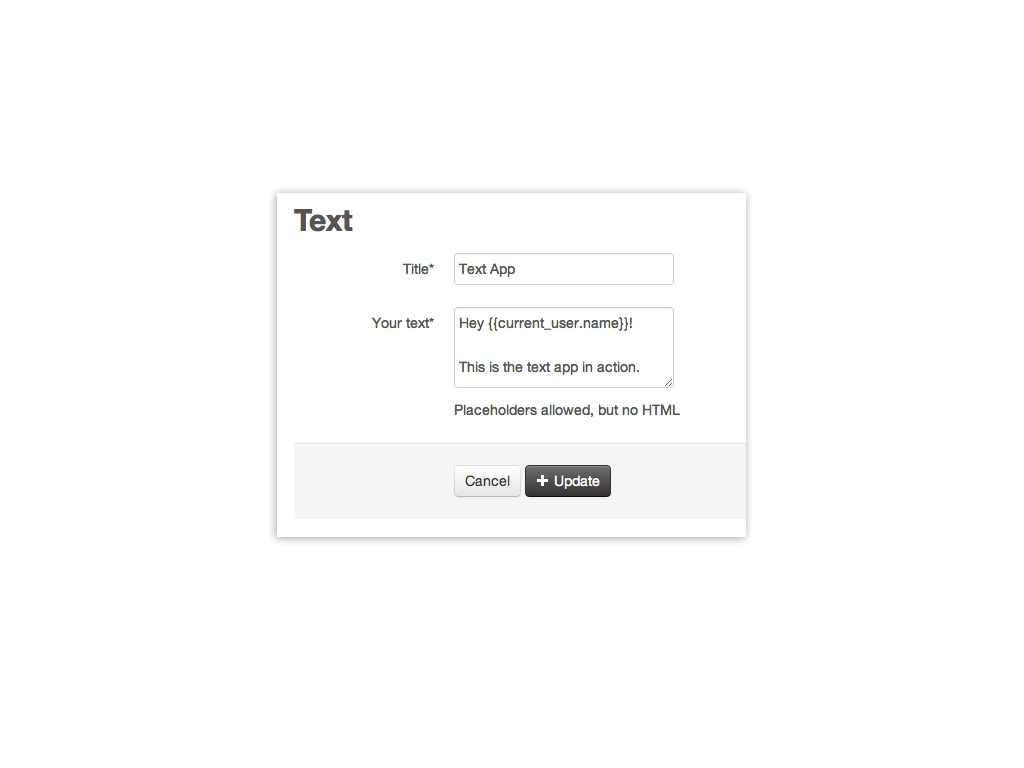 Text
Title* Text App
Your text* Hey {{current_user.name}}!
This is the text app in action.
Placeholders allowed, but no HTML
Cancel + Update